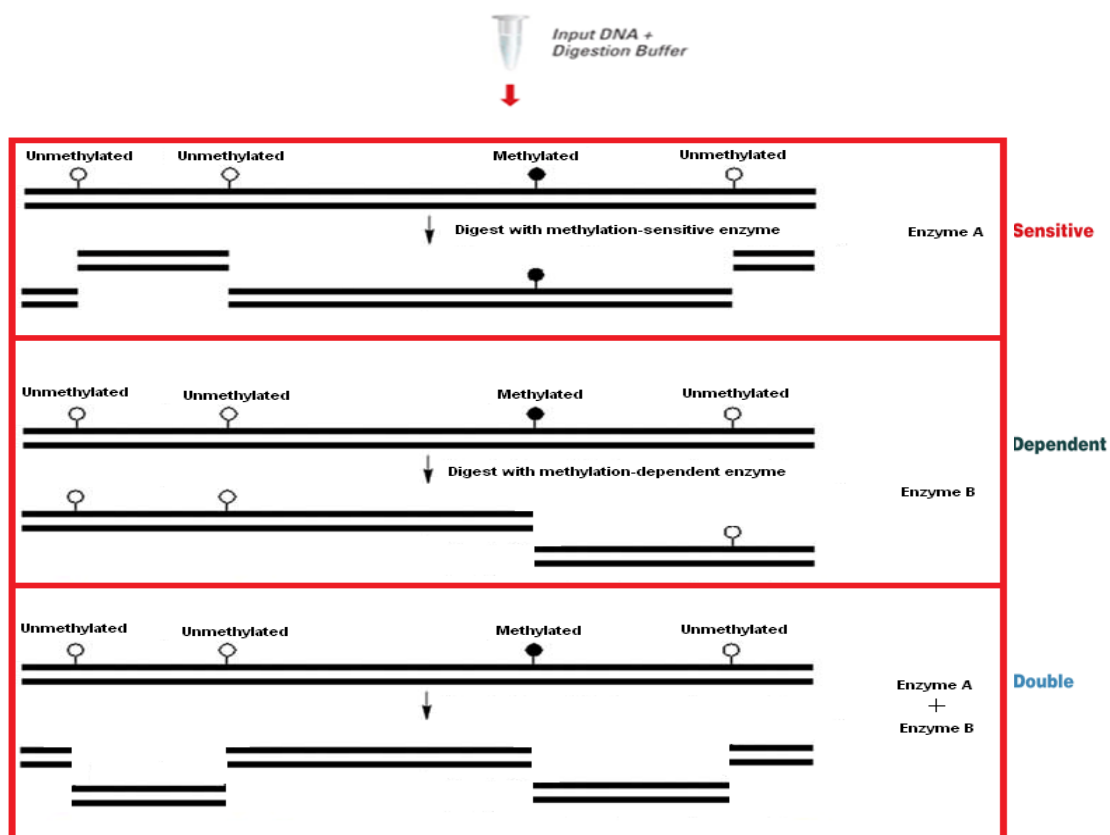 Input DNA +
Digestion Buffer
Unmethylated Unmethylated Methylated Unmethylated
Digest with methylation-sensitive enzyme
Enzyme A
Sensitive
Unmethylated Unmethylated Methylated Unmethylated
Digest with methylation-dependent enzyme
Enzyme B
Dependent
Unmethylated Unmethylated Methylated Unmethylated
Enzyme A
+
Enzyme B
Double